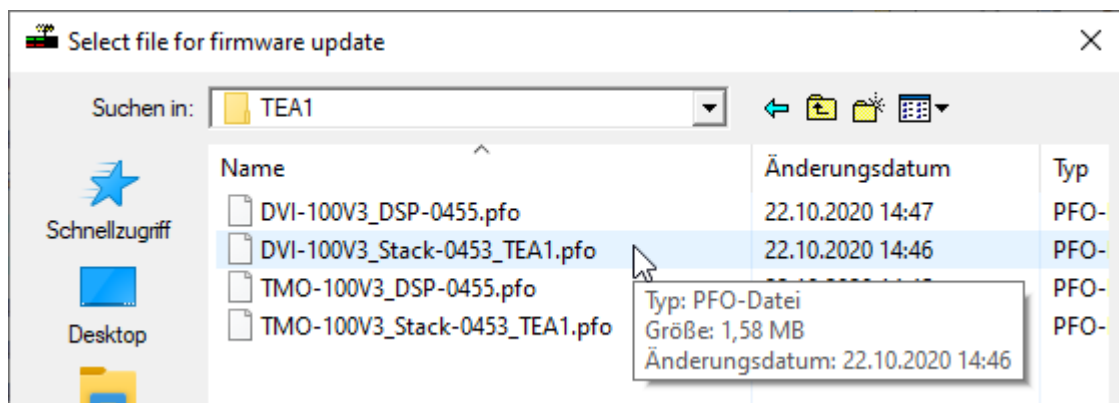 Select file for firmware update
Suchen in: TEA1
Name Änderungsdatum Typ
DVI-100V3_DSP-0455.pfo 22.10.2020 14:47 PFO-
DVI-100V3_Stack-0453_TEA1.pfo 22.10.2020 14:46 PFO-
TMO-100V3_DSP-0455.pfo PFO-
TMO-100V3_Stack-0453_TEA1.pfo PFO-
Schnellzugriff
Desktop
Typ: PFO-Datei
Größe: 1,58 MB
Änderungsdatum: 22.10.2020 14:46